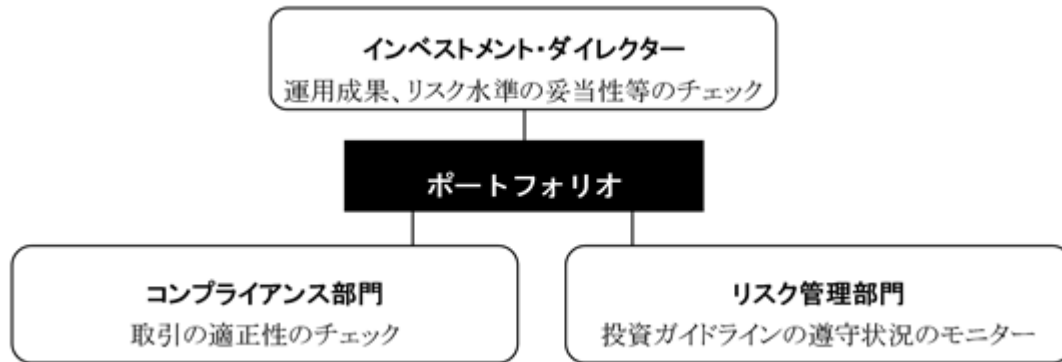 インベストメント・ダイレクター
運用成果、リスク水準の妥当性等のチェック
ポートフォリオ
コンプライアンス部門
取引の適正性のチェック
リスク管理部門
投資ガイドラインの遵守状況のモニター